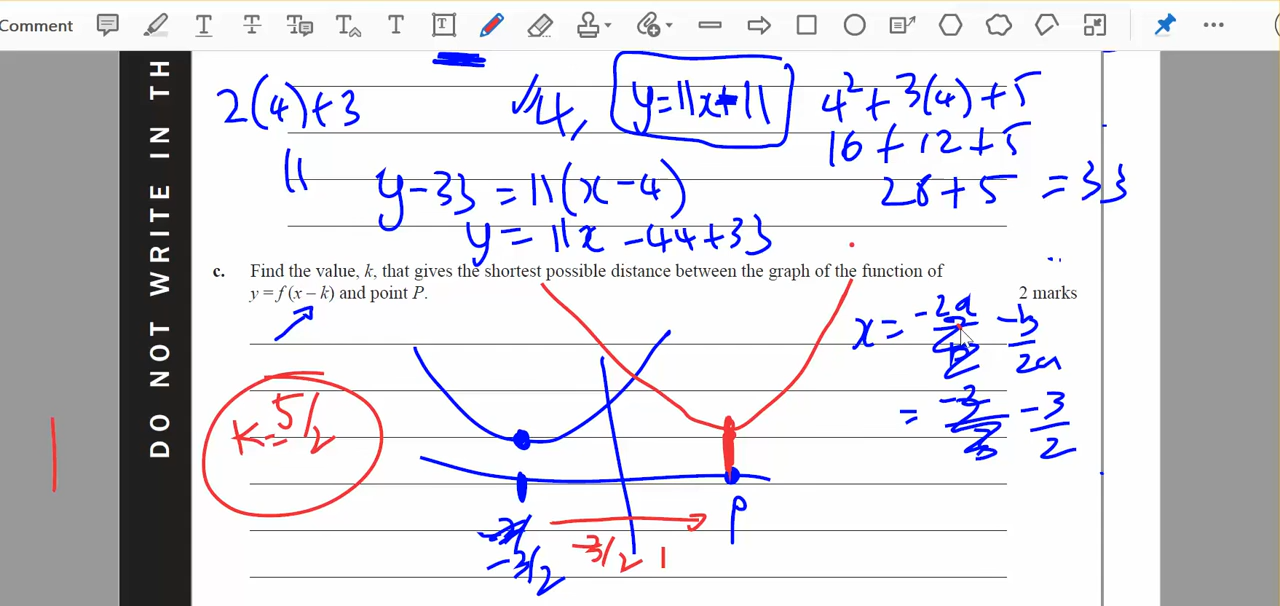 Comment
DO NOT WRITE IN TH
2(4)+3
√4, y=11x-11
4²+3(4)+5
16+12+5
11
y-33=11(x-4)
28+5 =33
y=11x-44+33
c. Find the value, k, that gives the shortest possible distance between the graph of the function of
y = f (x – k) and point P.
2 marks
x= -2a -b
2a
= -3 -3
2
k=5/2
P
-3/2
-3/2 1